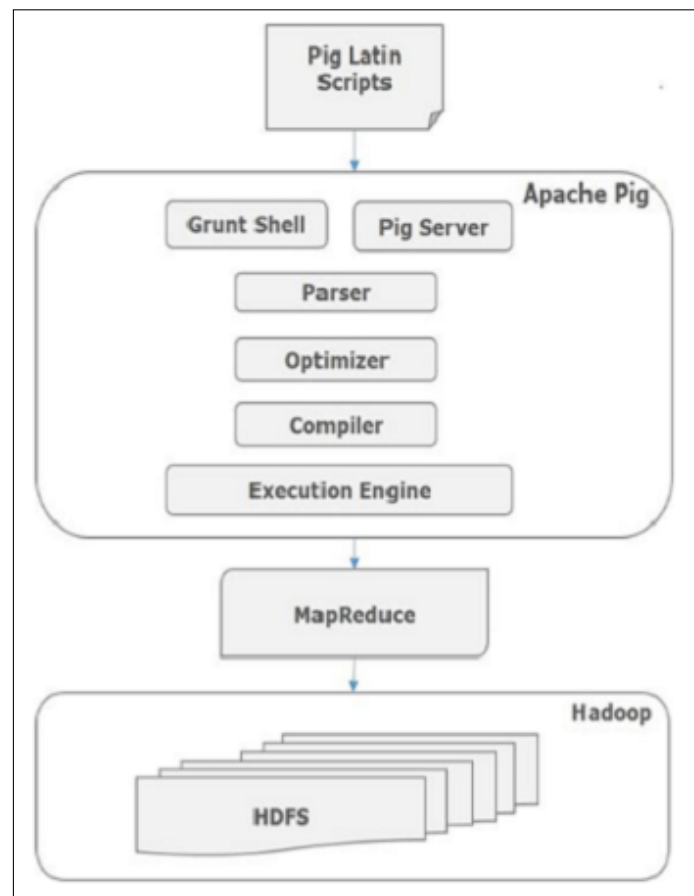 Pig Latin
Scripts
Apache Pig
Grunt Shell
Pig Server
Parser
Optimizer
Compiler
Execution Engine
MapReduce
Hadoop
HDFS